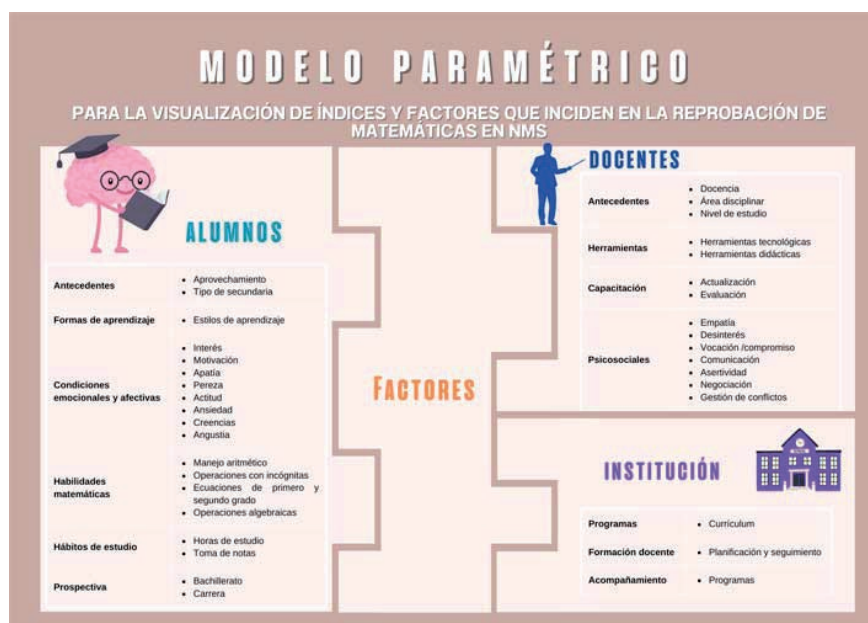 MODELO PARAMÉTRICO
PARA LA VISUALIZACIÓN DE ÍNDICES Y FACTORES QUE INCIDEN EN LA REPROBACIÓN DE
MATEMÁTICAS EN NMS
ALUMNOS
Antecedentes
• Aprovechamiento
• Tipo de secundaria
Formas de aprendizaje
• Estilos de aprendizaje
Condiciones
emocionales y afectivas
• Interés
• Motivación
• Apatía
• Pereza
• Actitud
• Ansiedad
• Creencias
• Angustia
Habilidades
matemáticas
• Manejo aritmético
• Operaciones con incógnitas
• Ecuaciones de primero y
segundo grado
• Operaciones algebraicas
Hábitos de estudio
• Horas de estudio
• Toma de notas
Prospectiva
• Bachillerato
• Carrera
FACTORES
DOCENTES
Antecedentes
• Docencia
• Área disciplinar
• Nivel de estudio
Herramientas
• Herramientas tecnológicas
• Herramientas didácticas
Capacitación
• Actualización
• Evaluación
Psicosociales
• Empatía
• Desinterés
• Vocación /compromiso
• Comunicación
• Asertividad
• Negociación
• Gestión de conflictos
INSTITUCIÓN
Programas
• Currículum
Formación docente
• Planificación y seguimiento
Acompañamiento
• Programas